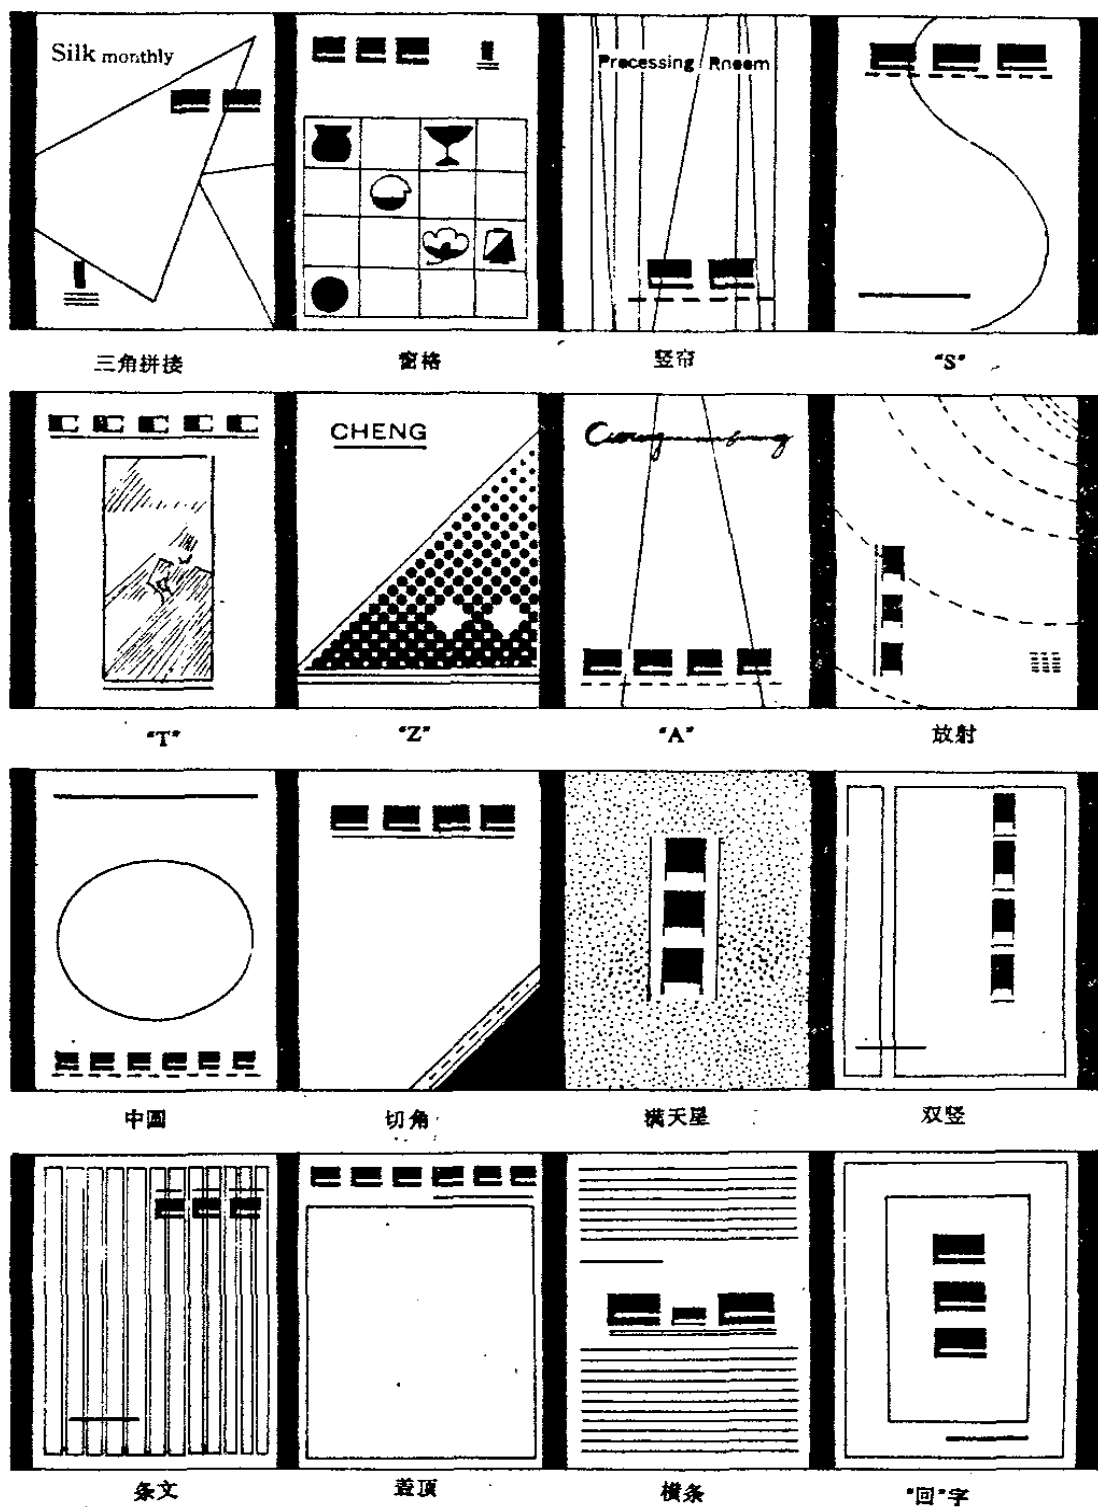 Silk monthly
Processing Rneem
三角拼接
窗格
竖帘
"S"
CHENG
"T"
"Z"
"A"
放射
中圆
切角
满天星
双竖
条文
盖顶
横条
"回"字